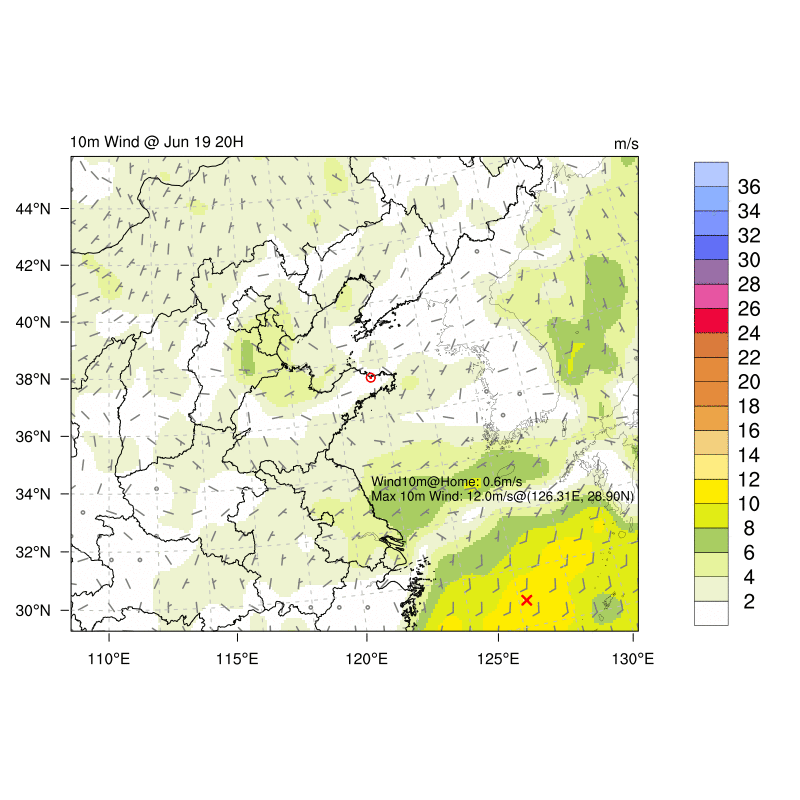 10m Wind @ Jun 19 20H
m/s
44°N
42°N
40°N
38°N
36°N
34°N
32°N
30°N
110°E
115°E
120°E
125°E
130°E
Wind10m@Home: 0.6m/s
Max 10m Wind: 12.0m/s@(126.31E, 28.90N)
36
34
32
30
28
26
24
22
20
18
16
14
12
10
8
6
4
2